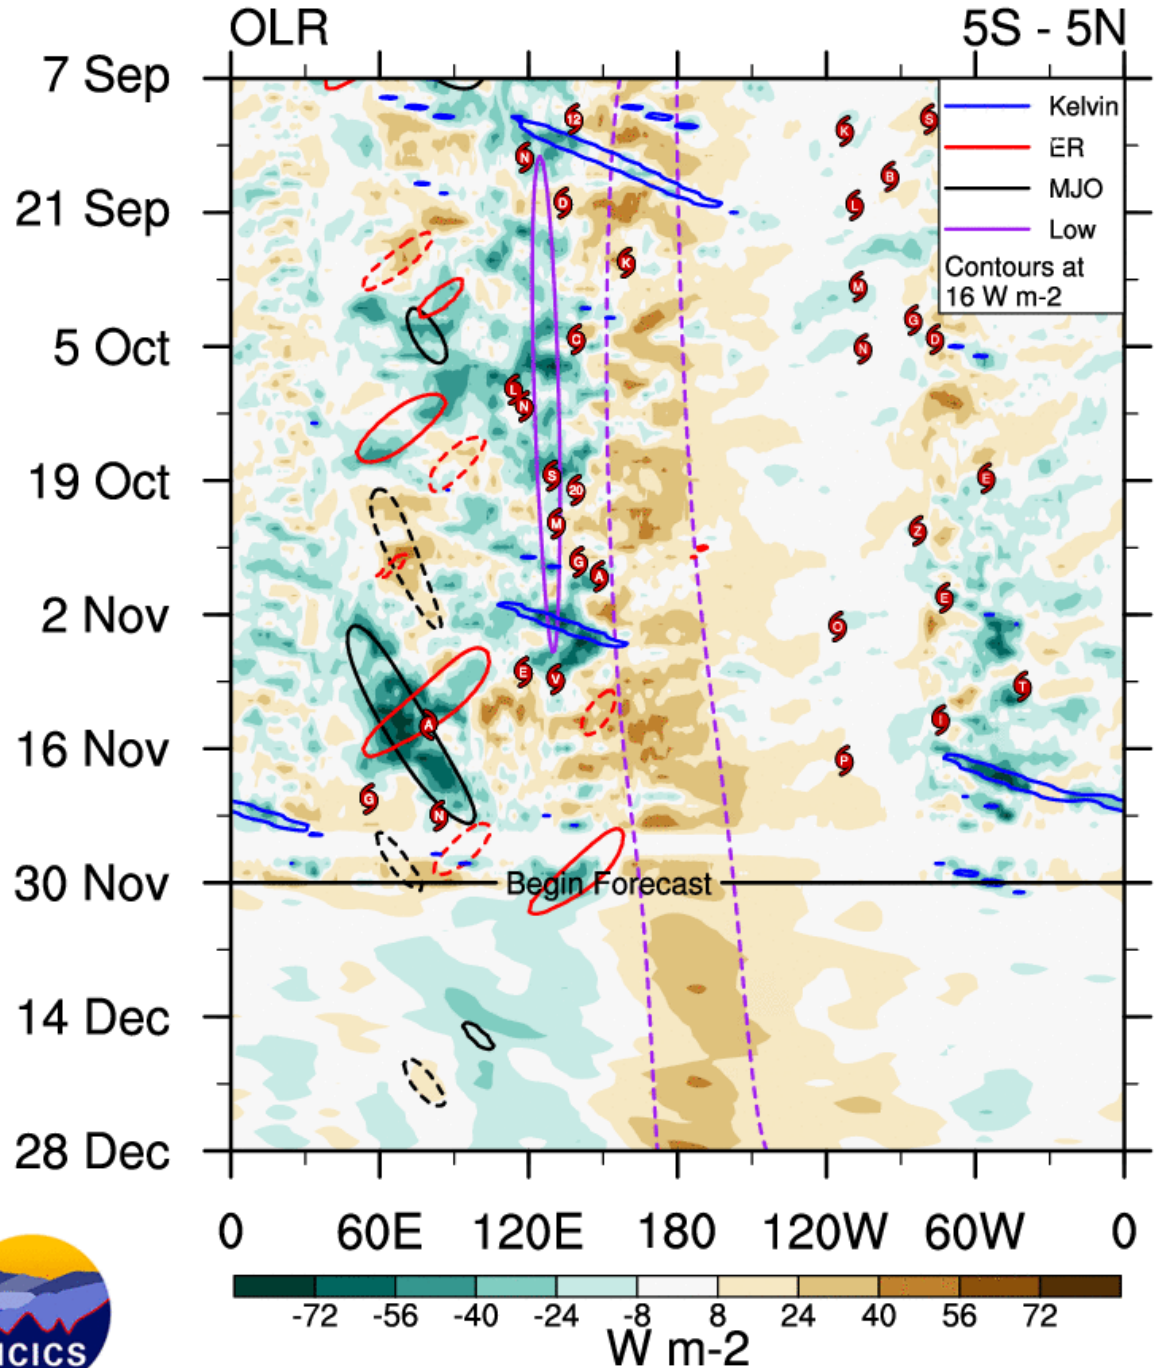 OLR 5S - 5N
7 Sep
21 Sep
5 Oct
19 Oct
2 Nov
16 Nov
30 Nov
14 Dec
28 Dec
Kelvin
ER
MJO
Low
Contours at
16 W m-2
12
S
K
N
B
D
L
K
M
G
C
D
N
L
N
S
E
20
M
Z
G
A
E
O
E
V
T
A
I
P
G
N
Begin Forecast
0 60E 120E 180 120W 60W 0
-72 -56 -40 -24 -8 8 24 40 56 72
W m-2
CICS